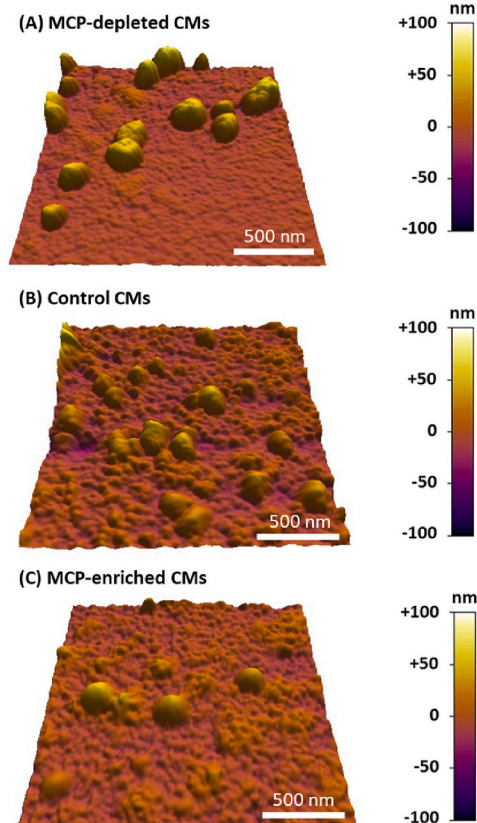 (A) MCP-depleted CMs
nm
+100
+50
0
-50
-100
500 nm
(B) Control CMs
nm
+100
+50
0
-50
-100
500 nm
(C) MCP-enriched CMs
nm
+100
+50
0
-50
-100
500 nm